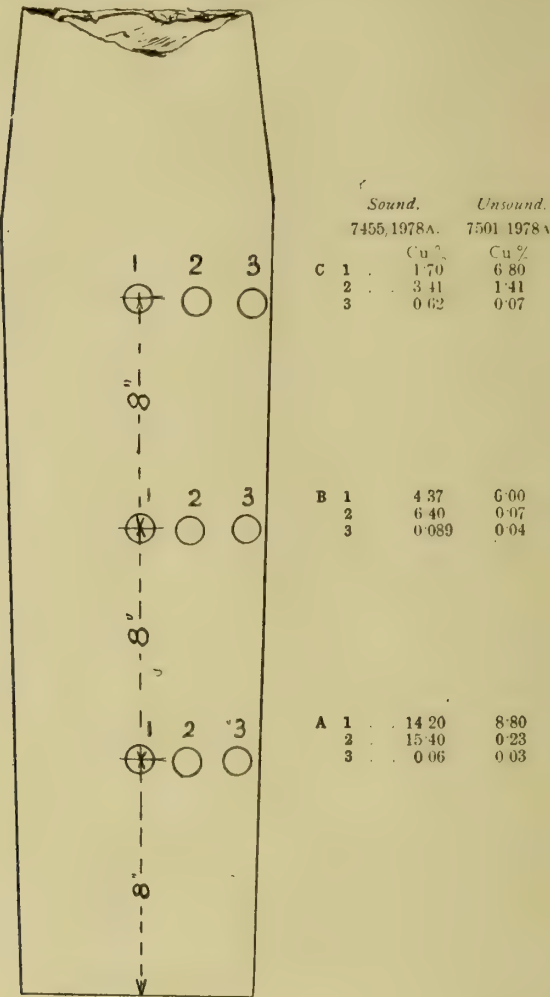 Sound. Unsound.
7455, 1978A. 7501 1978
Cu % Cu %
1 2 3
C 1 . 1·70 6 80
2 . . 3 41 1·41
3 0 62 0·07
8"
1 2 3
B 1 4 37 6·00
2 6 40 0·07
3 0·089 0·04
8"
1 2 3
A 1 . . 14 20 8·80
2 . . 15·40 0·23
3 . . 0 06 0 03
8"